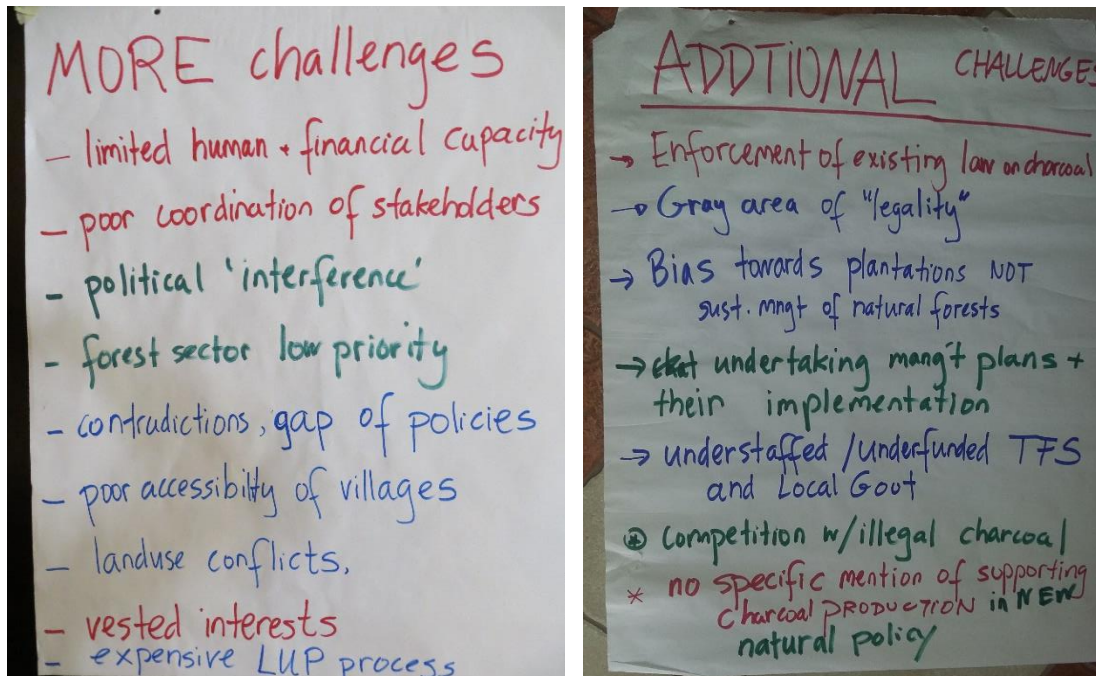 MORE challenges
- limited human + financial capacity
- poor coordination of stakeholders
- political 'interference'
- forest sector low priority
- contradictions, gap of policies
- poor accessibilty of villages
- landuse conflicts,
- vested interests
- expensive LUP process
ADDTIONAL CHALLENGES
→ Enforcement of existing law on charcoal
→ Gray area of "legality"
→ Bias towards plantations NOT
sust. mngt of natural forests
→ undertaking mang't plans +
their implementation
→ understaffed /underfunded TFS
and Local Govt
* competition w/illegal charcoal
* no specific mention of supporting
charcoal PRODUCTION in NEW
natural policy